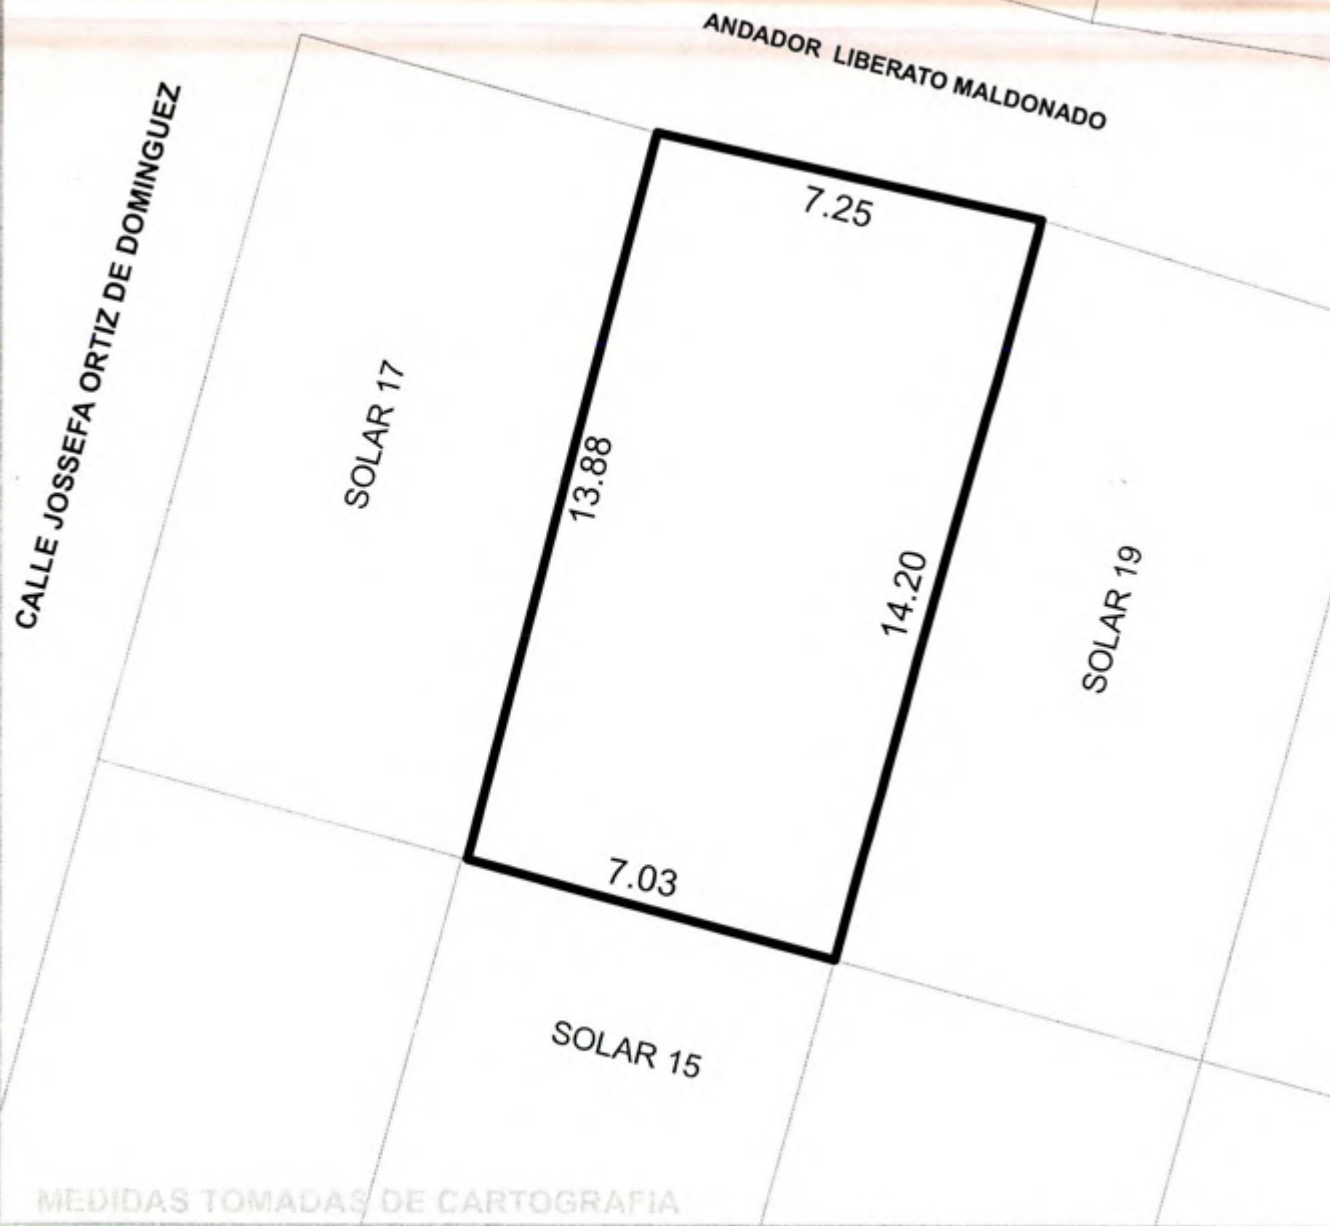 ANDADOR LIBERATO MALDONADO
CALLE JOSSEFA ORTIZ DE DOMINGUEZ
7.25
SOLAR 17
13.88
14.20
SOLAR 19
7.03
SOLAR 15
MEDIDAS TOMADAS DE CARTOGRAFIA